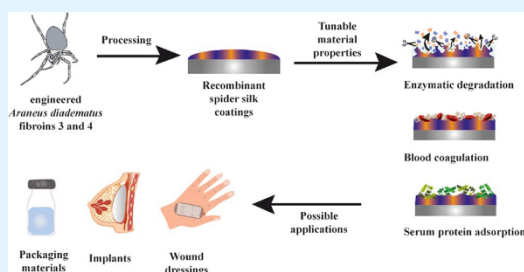 Processing
engineered
Araneus diadematus
fibroins 3 and 4
Recombinant
spider silk
coatings
Tunable
material
properties
Enzymatic degradation
Blood coagulation
Serum protein adsorption
Possible
applications
Packaging
materials
Implants
Wound
dressings